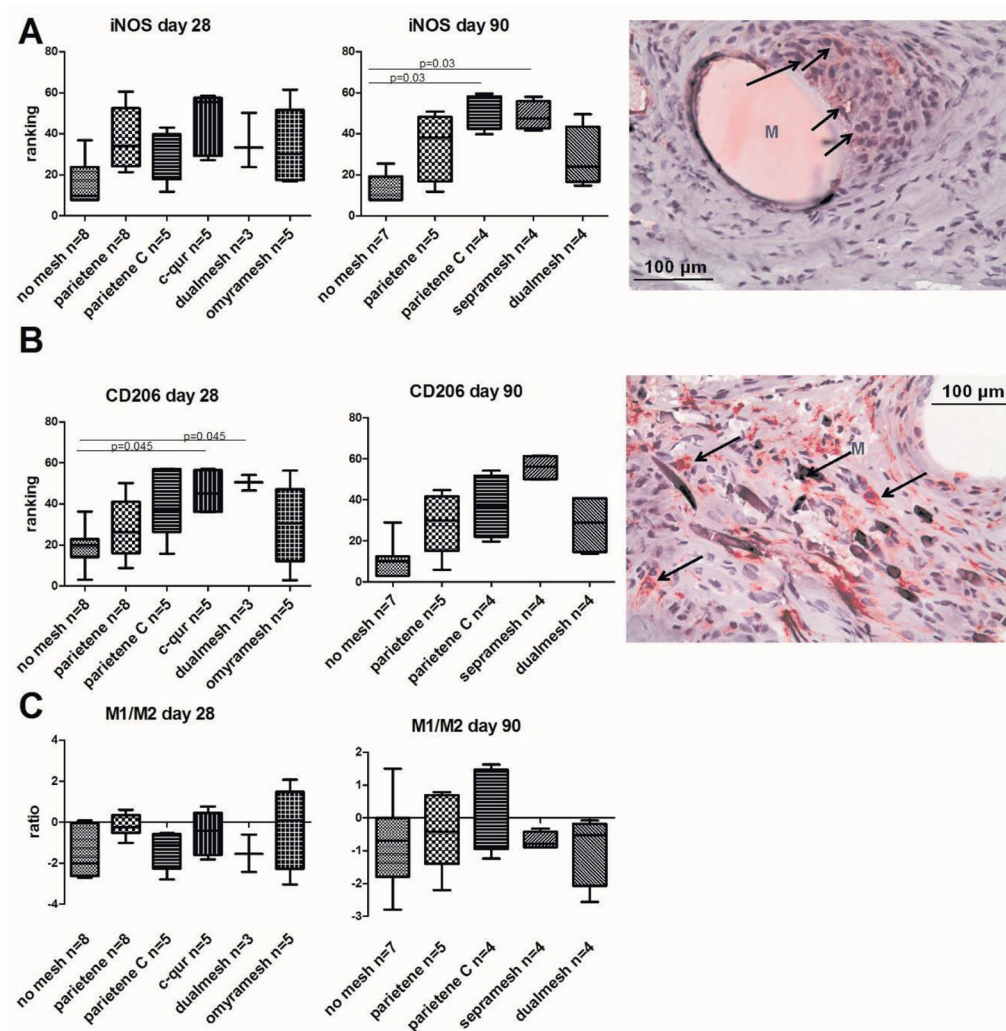 A
iNOS day 28
ranking
80
60
40
20
0
no mesh n=8
parietene n=8
parietene C n=5
c-qur n=5
dualmesh n=3
omyramesh n=5
iNOS day 90
80
60
40
20
0
p=0.03
p=0.03
no mesh n=7
parietene n=5
parietene C n=4
sepramesh n=4
dualmesh n=4
M
100 µm
B
CD206 day 28
ranking
80
60
40
20
0
p=0.045
p=0.045
no mesh n=8
parietene n=8
parietene C n=5
c-qur n=5
dualmesh n=3
omyramesh n=5
CD206 day 90
80
60
40
20
0
no mesh n=7
parietene n=5
parietene C n=4
sepramesh n=4
dualmesh n=4
100 µm
M
C
M1/M2 day 28
ratio
4
2
0
-2
-4
no mesh n=8
parietene n=8
parietene C n=5
c-qur n=5
dualmesh n=3
omyramesh n=5
M1/M2 day 90
2
1
0
-1
-2
-3
no mesh n=7
parietene n=5
parietene C n=4
sepramesh n=4
dualmesh n=4